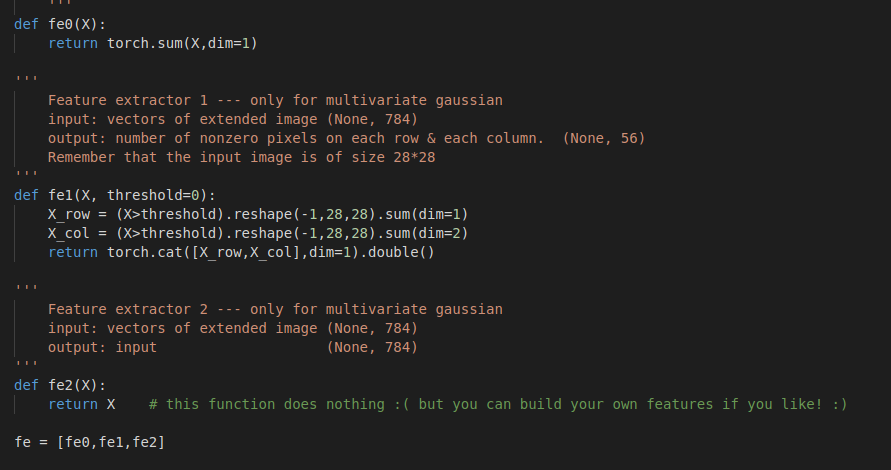 '''
def fe0(X):
    return torch.sum(X,dim=1)

'''
    Feature extractor 1 --- only for multivariate gaussian
    input: vectors of extended image (None, 784)
    output: number of nonzero pixels on each row & each column.  (None, 56)
    Remember that the input image is of size 28*28
'''
def fe1(X, threshold=0):
    X_row = (X>threshold).reshape(-1,28,28).sum(dim=1)
    X_col = (X>threshold).reshape(-1,28,28).sum(dim=2)
    return torch.cat([X_row,X_col],dim=1).double()

'''
    Feature extractor 2 --- only for multivariate gaussian
    input: vectors of extended image (None, 784)
    output: input                    (None, 784)
'''
def fe2(X):
    return X    # this function does nothing :( but you can build your own features if you like! :)

fe = [fe0,fe1,fe2]